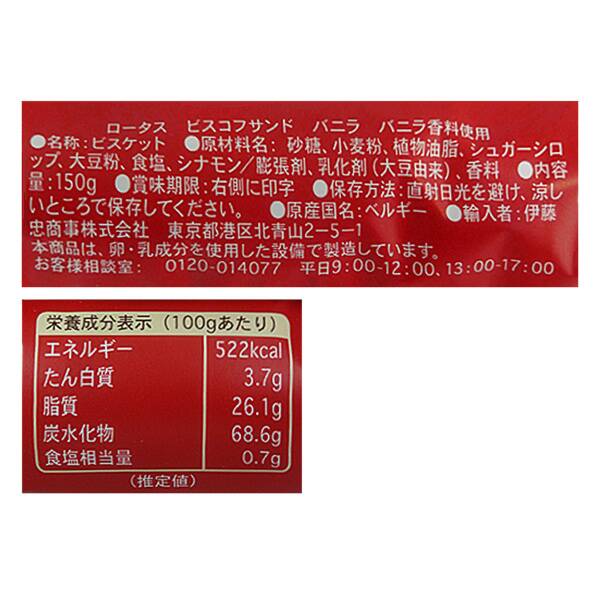 ロータス ビスコフサンド バニラ バニラ香料使用
●名称:ビスケット ●原材料名: 砂糖、小麦粉、植物油脂、シュガーシロ
ップ、大豆粉、食塩、シナモン/膨張剤、乳化剤(大豆由来)、香料 ●内容
量:150g ●賞味期限:右側に印字 ●保存方法:直射日光を避け、涼し
いところで保存してください。 ●原産国名:ベルギー ●輸入者:伊藤
忠商事株式会社 東京都港区北青山2-5-1
本商品は、卵・乳成分を使用した設備で製造しています。
お客様相談室: 0120-014077 平日9:00-12:00、13:00-17:00
栄養成分表示(100gあたり)
エネルギー 522kcal
たん白質 3.7g
脂質 26.1g
炭水化物 68.6g
食塩相当量 0.7g
(推定値)